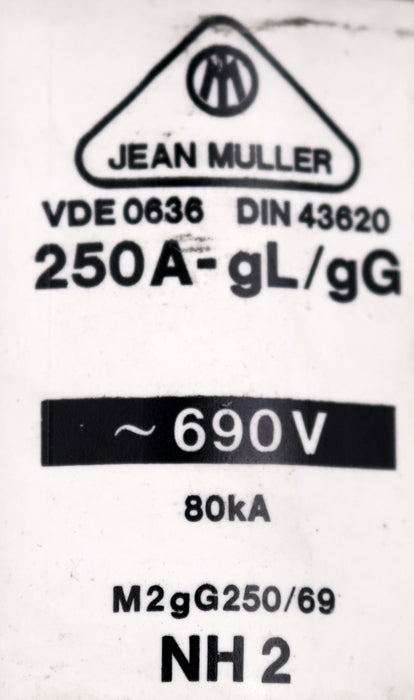 JEAN MULLER
VDE 0636 DIN 43620
250A-gL/gG
~690V
80kA
M2gG250/69
NH 2